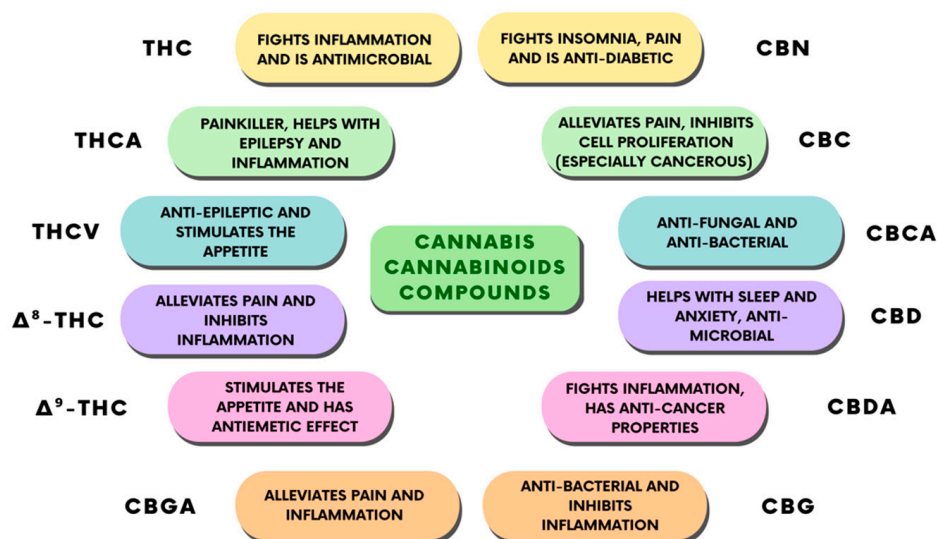 THC
FIGHTS INFLAMMATION
AND IS ANTIMICROBIAL
FIGHTS INSOMNIA, PAIN
AND IS ANTI-DIABETIC
CBN
THCA
PAINKILLER, HELPS WITH
EPILEPSY AND
INFLAMMATION
ALLEVIATES PAIN, INHIBITS
CELL PROLIFERATION
(ESPECIALLY CANCEROUS)
CBC
THCV
ANTI-EPILEPTIC AND
STIMULATES THE
APPETITE
CANNABIS
CANNABINOIDS
COMPOUNDS
ANTI-FUNGAL AND
ANTI-BACTERIAL
CBCA
Δ⁸-THC
ALLEVIATES PAIN AND
INHIBITS
INFLAMMATION
HELPS WITH SLEEP AND
ANXIETY, ANTI-
MICROBIAL
CBD
Δ⁹-THC
STIMULATES THE
APPETITE AND HAS
ANTIEMETIC EFFECT
FIGHTS INFLAMMATION,
HAS ANTI-CANCER
PROPERTIES
CBDA
CBGA
ALLEVIATES PAIN AND
INFLAMMATION
ANTI-BACTERIAL AND
INHIBITS
INFLAMMATION
CBG